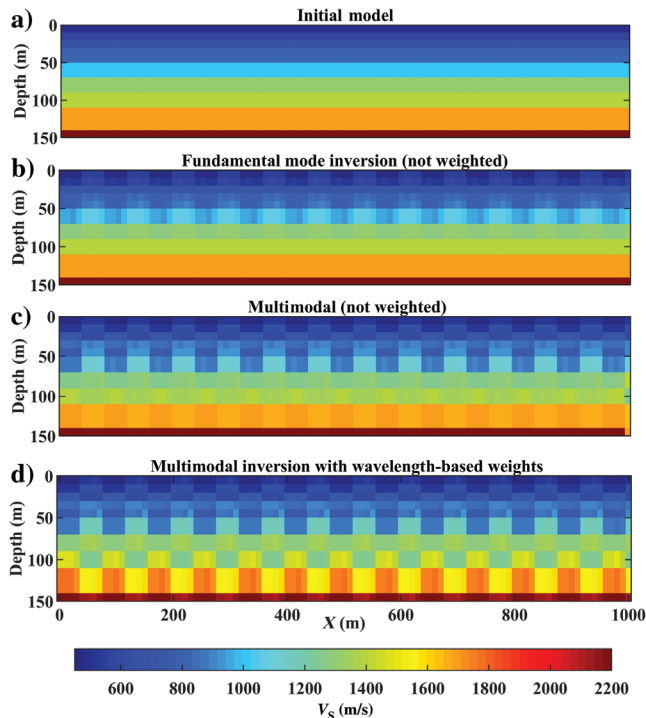 a)
Initial model
Depth (m)
0
50
100
150
b)
Fundamental mode inversion (not weighted)
Depth (m)
0
50
100
150
c)
Multimodal (not weighted)
Depth (m)
0
50
100
150
d)
Multimodal inversion with wavelength-based weights
Depth (m)
0
50
100
150
0 200 400 600 800 1000
X (m)
600 800 1000 1200 1400 1600 1800 2000 2200
VS (m/s)